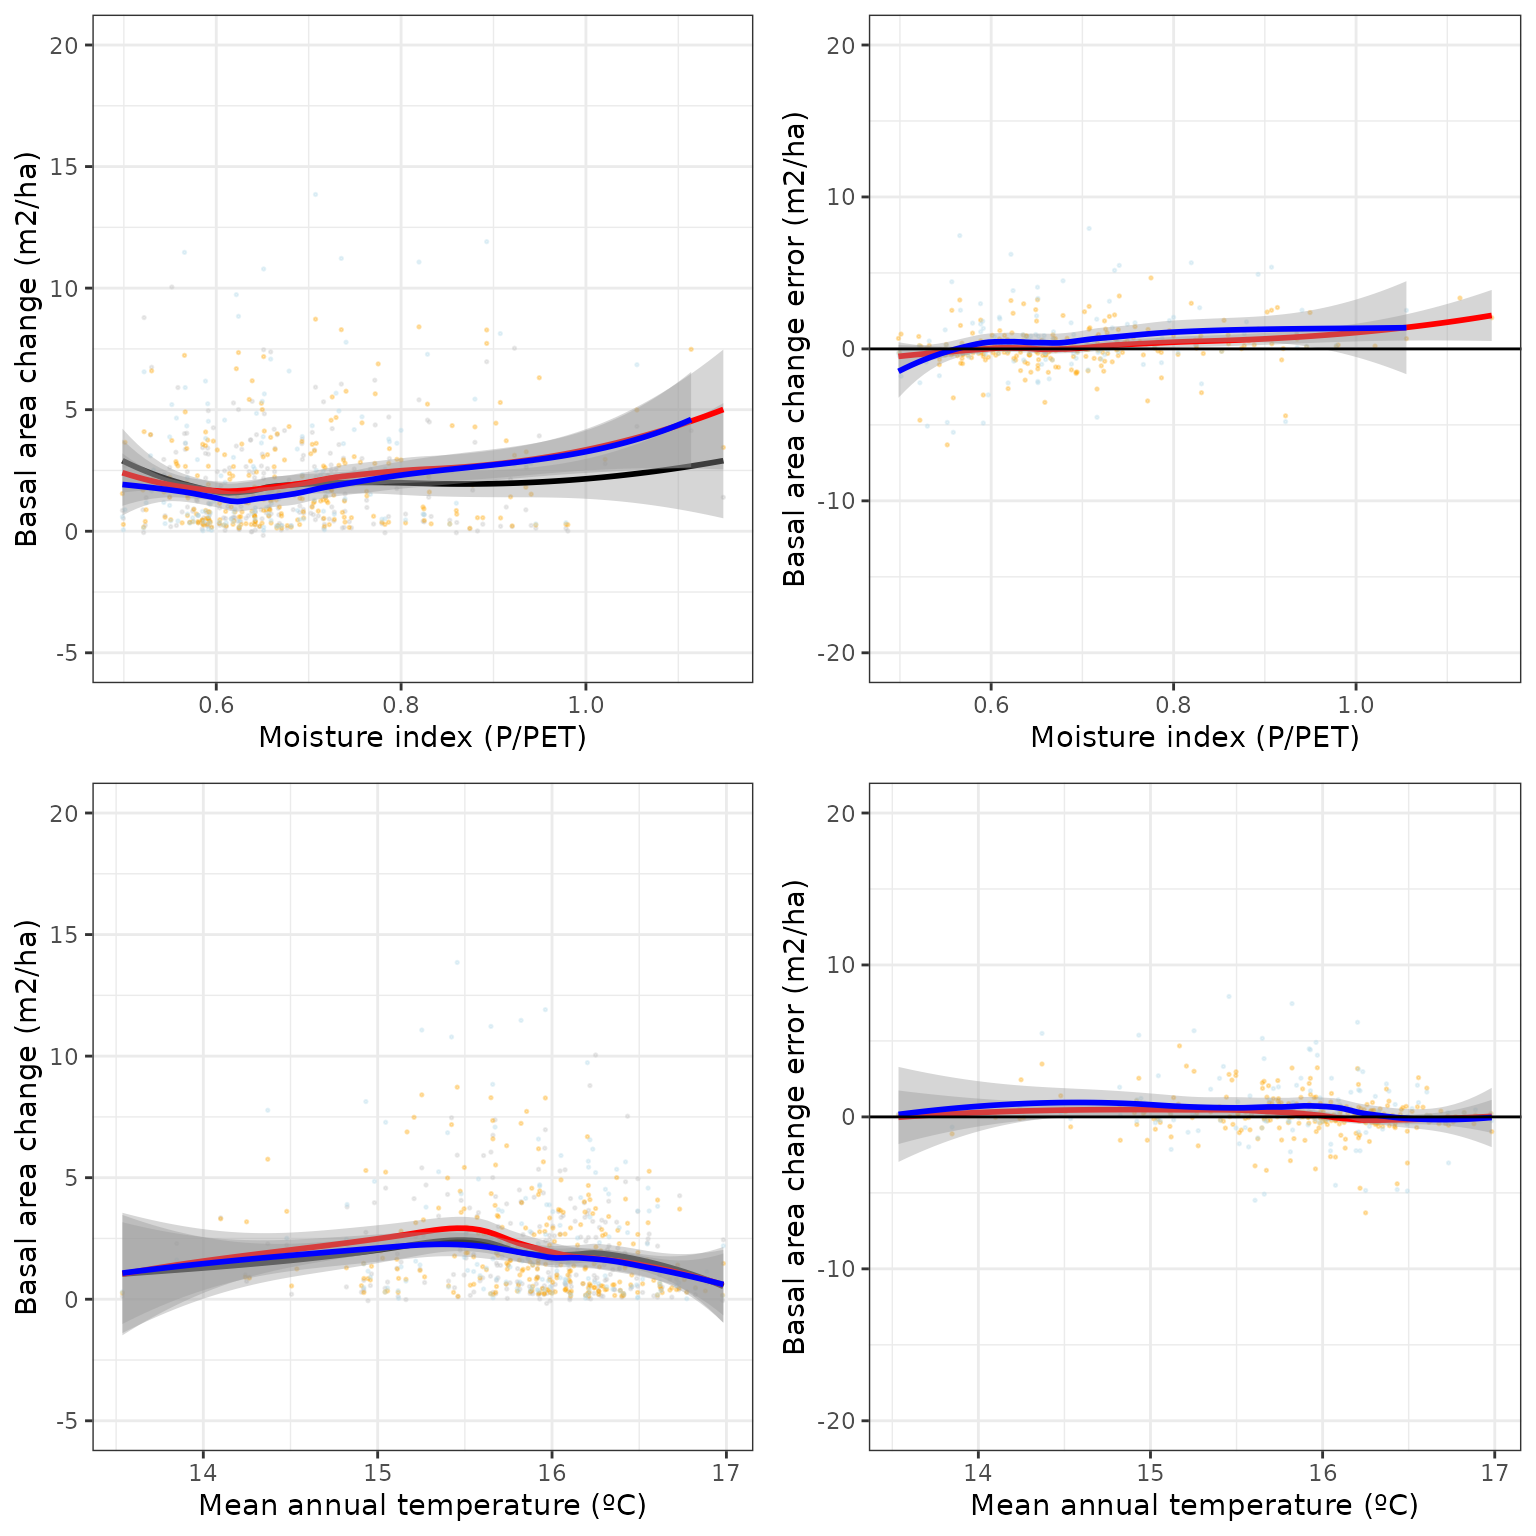 Basal area change (m2/ha)
20
15
10
5
0
-5
0.6 0.8 1.0
Moisture index (P/PET)
Basal area change error (m2/ha)
20
10
0
-10
-20
0.6 0.8 1.0
Moisture index (P/PET)
Basal area change (m2/ha)
20
15
10
5
0
-5
14 15 16 17
Mean annual temperature (ºC)
Basal area change error (m2/ha)
20
10
0
-10
-20
14 15 16 17
Mean annual temperature (ºC)